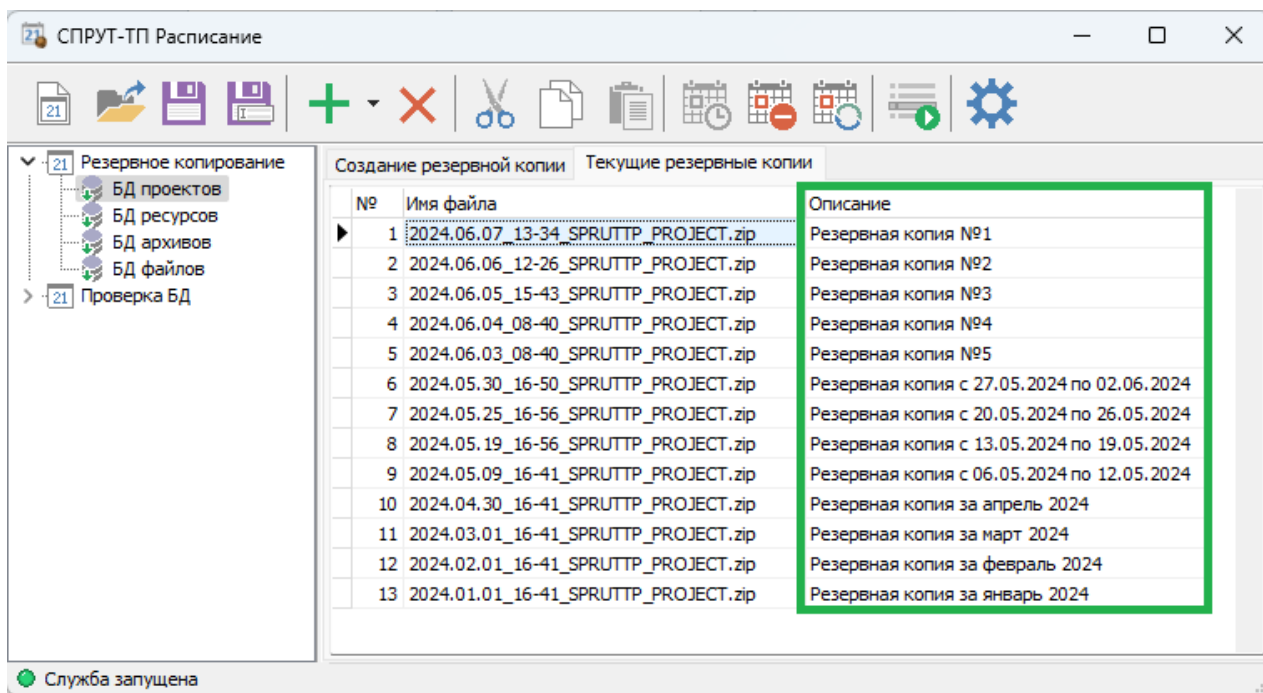 СПРУТ-ТП Расписание
21
Резервное копирование
БД проектов
БД ресурсов
БД архивов
БД файлов
21 Проверка БД
Создание резервной копии Текущие резервные копии
№ Имя файла Описание
1 2024.06.07_13-34_SPRUTTP_PROJECT.zip Резервная копия №1
2 2024.06.06_12-26_SPRUTTP_PROJECT.zip Резервная копия №2
3 2024.06.05_15-43_SPRUTTP_PROJECT.zip Резервная копия №3
4 2024.06.04_08-40_SPRUTTP_PROJECT.zip Резервная копия №4
5 2024.06.03_08-40_SPRUTTP_PROJECT.zip Резервная копия №5
6 2024.05.30_16-50_SPRUTTP_PROJECT.zip Резервная копия с 27.05.2024 по 02.06.2024
7 2024.05.25_16-56_SPRUTTP_PROJECT.zip Резервная копия с 20.05.2024 по 26.05.2024
8 2024.05.19_16-56_SPRUTTP_PROJECT.zip Резервная копия с 13.05.2024 по 19.05.2024
9 2024.05.09_16-41_SPRUTTP_PROJECT.zip Резервная копия с 06.05.2024 по 12.05.2024
10 2024.04.30_16-41_SPRUTTP_PROJECT.zip Резервная копия за апрель 2024
11 2024.03.01_16-41_SPRUTTP_PROJECT.zip Резервная копия за март 2024
12 2024.02.01_16-41_SPRUTTP_PROJECT.zip Резервная копия за февраль 2024
13 2024.01.01_16-41_SPRUTTP_PROJECT.zip Резервная копия за январь 2024
Служба запущена